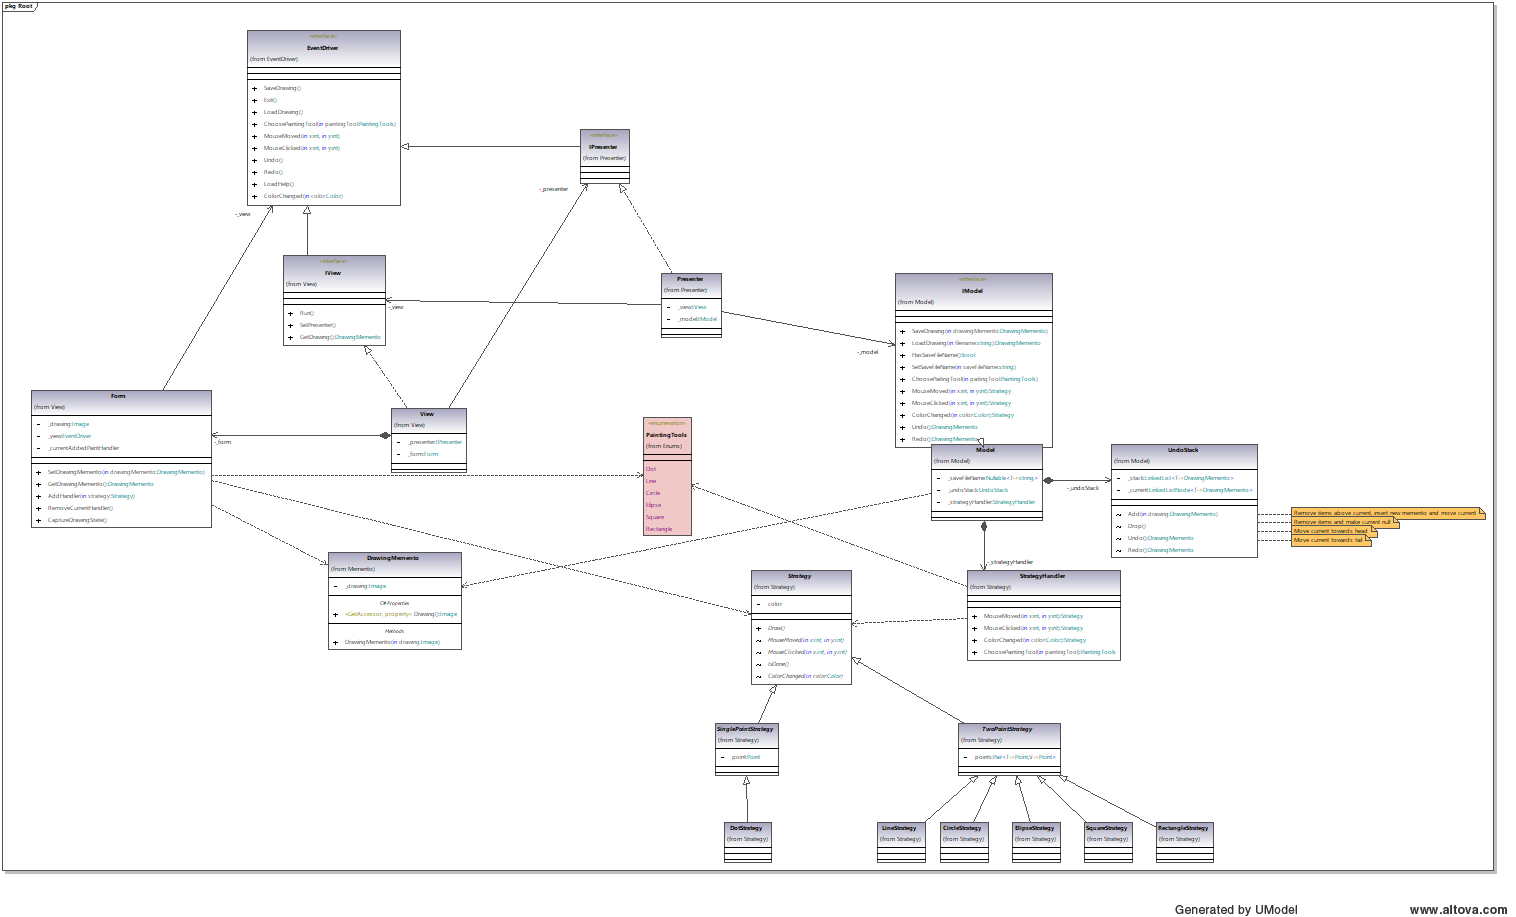 pkg Root
«interface»
EventDriver
(from EventDriver)
+ SaveDrawing()
+ Exit()
+ LoadDrawing()
+ ChoosePaintingTool(in paintingTool:PaintingTools)
+ MouseMoved(in x:int, in y:int)
+ MouseClicked(in x:int, in y:int)
+ Undo()
+ Redo()
+ LoadHelp()
+ ColorChanged(in color:Color)
«interface»
IPresenter
(from Presenter)
-_presenter
-_view
«interface»
IView
(from View)
+ Run()
+ SetPresenter()
+ GetDrawing():DrawingMemento
-_view
Presenter
(from Presenter)
- _view:IView
- _model:IModel
-_model
«interface»
IModel
(from Model)
+ SaveDrawing(in drawingMemento:DrawingMemento)
+ LoadDrawing(in filename:string):DrawingMemento
+ HasSaveFileName():bool
+ SetSaveFileName(in saveFileName:string)
+ ChoosePatingTool(in paitingTool:PaintingTools)
+ MouseMoved(in x:int, in y:int):Strategy
+ MouseClicked(in x:int, in y:int):Strategy
+ ColorChanged(in color:Color):Strategy
+ Undo():DrawingMemento
+ Redo():DrawingMemento
Form
(from View)
- _drawing:Image
- _view:EventDriver
- _currentAddedPaintHandler
+ SetDrawingMemento(in drawingMemento:DrawingMemento)
+ GetDrawingMemento():DrawingMemento
+ AddHandler(in strategy:Strategy)
+ RemoveCurrentHandler()
+ CaptureDrawingState()
-_form
View
(from View)
- _presenter:IPresenter
- _form:Form
«enumeration»
PaintingTools
(from Enums)
Dot
Line
Circle
Elipse
Square
Rectangle
Model
(from Model)
- _saveFileName:Nullable<T->string>
- _undoStack:UndoStack
- _strategyHandler:StrategyHandler
-_undoStack
-_strategyHandler
UndoStack
(from Model)
- _stack:LinkedList<T->DrawingMemento>
- _current:LinkedListNode<T->DrawingMemento>
~ Add(in drawing:DrawingMemento)
~ Drop()
~ Undo():DrawingMemento
~ Redo():DrawingMemento
Remove items above current, insert new memento and move current
Remove items and make current null
Move current towards head
Move current towards tail
DrawingMemento
(from Memento)
- _drawing:Image
C# Properties
+ «GetAccessor, property» Drawing():Image
Methods
+ DrawingMemento(in drawing:Image)
Strategy
(from Strategy)
- color
+ Draw()
~ MouseMoved(in x:int, in y:int)
~ MouseClicked(in x:int, in y:int)
~ IsDone()
~ ColorChanged(in color:Color)
StrategyHandler
(from Strategy)
+ MouseMoved(in x:int, in y:int):Strategy
+ MouseClicked(in x:int, in y:int):Strategy
+ ColorChanged(in color:Color):Strategy
+ ChoosePaintingTool(in paintingTool):PaintingTools
SinglePointStrategy
(from Strategy)
- point:Point
TwoPointStrategy
(from Strategy)
- points:Pair<T->Point,V->Point>
DotStrategy
(from Strategy)
LineStrategy
(from Strategy)
CircleStrategy
(from Strategy)
ElipseStrategy
(from Strategy)
SquareStrategy
(from Strategy)
RectangleStrategy
(from Strategy)
Generated by UModel
www.altova.com